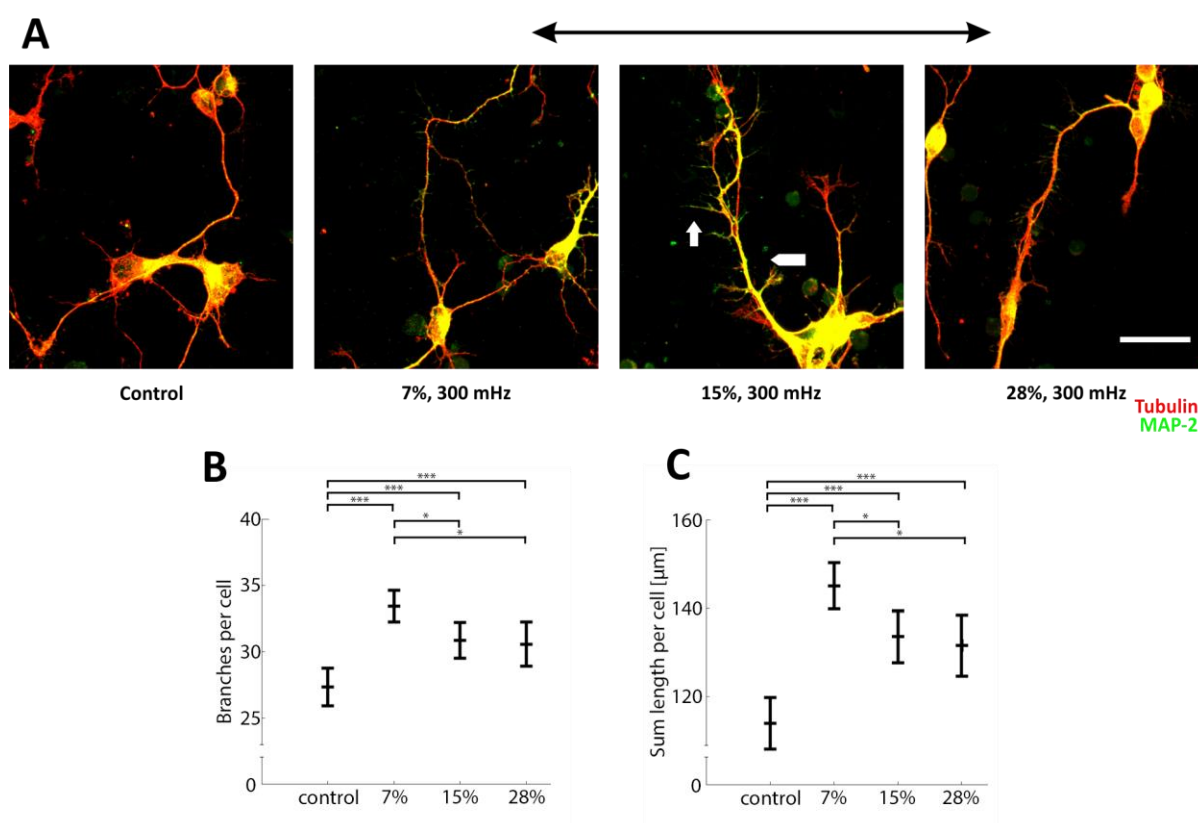 A
Control
7%, 300 mHz
15%, 300 mHz
28%, 300 mHz
Tubulin
MAP-2
B
***
***
***
*
*
40
35
30
25
0
Branches per cell
control
7%
15%
28%
C
***
***
***
*
*
160
140
120
0
Sum length per cell [µm]
control
7%
15%
28%